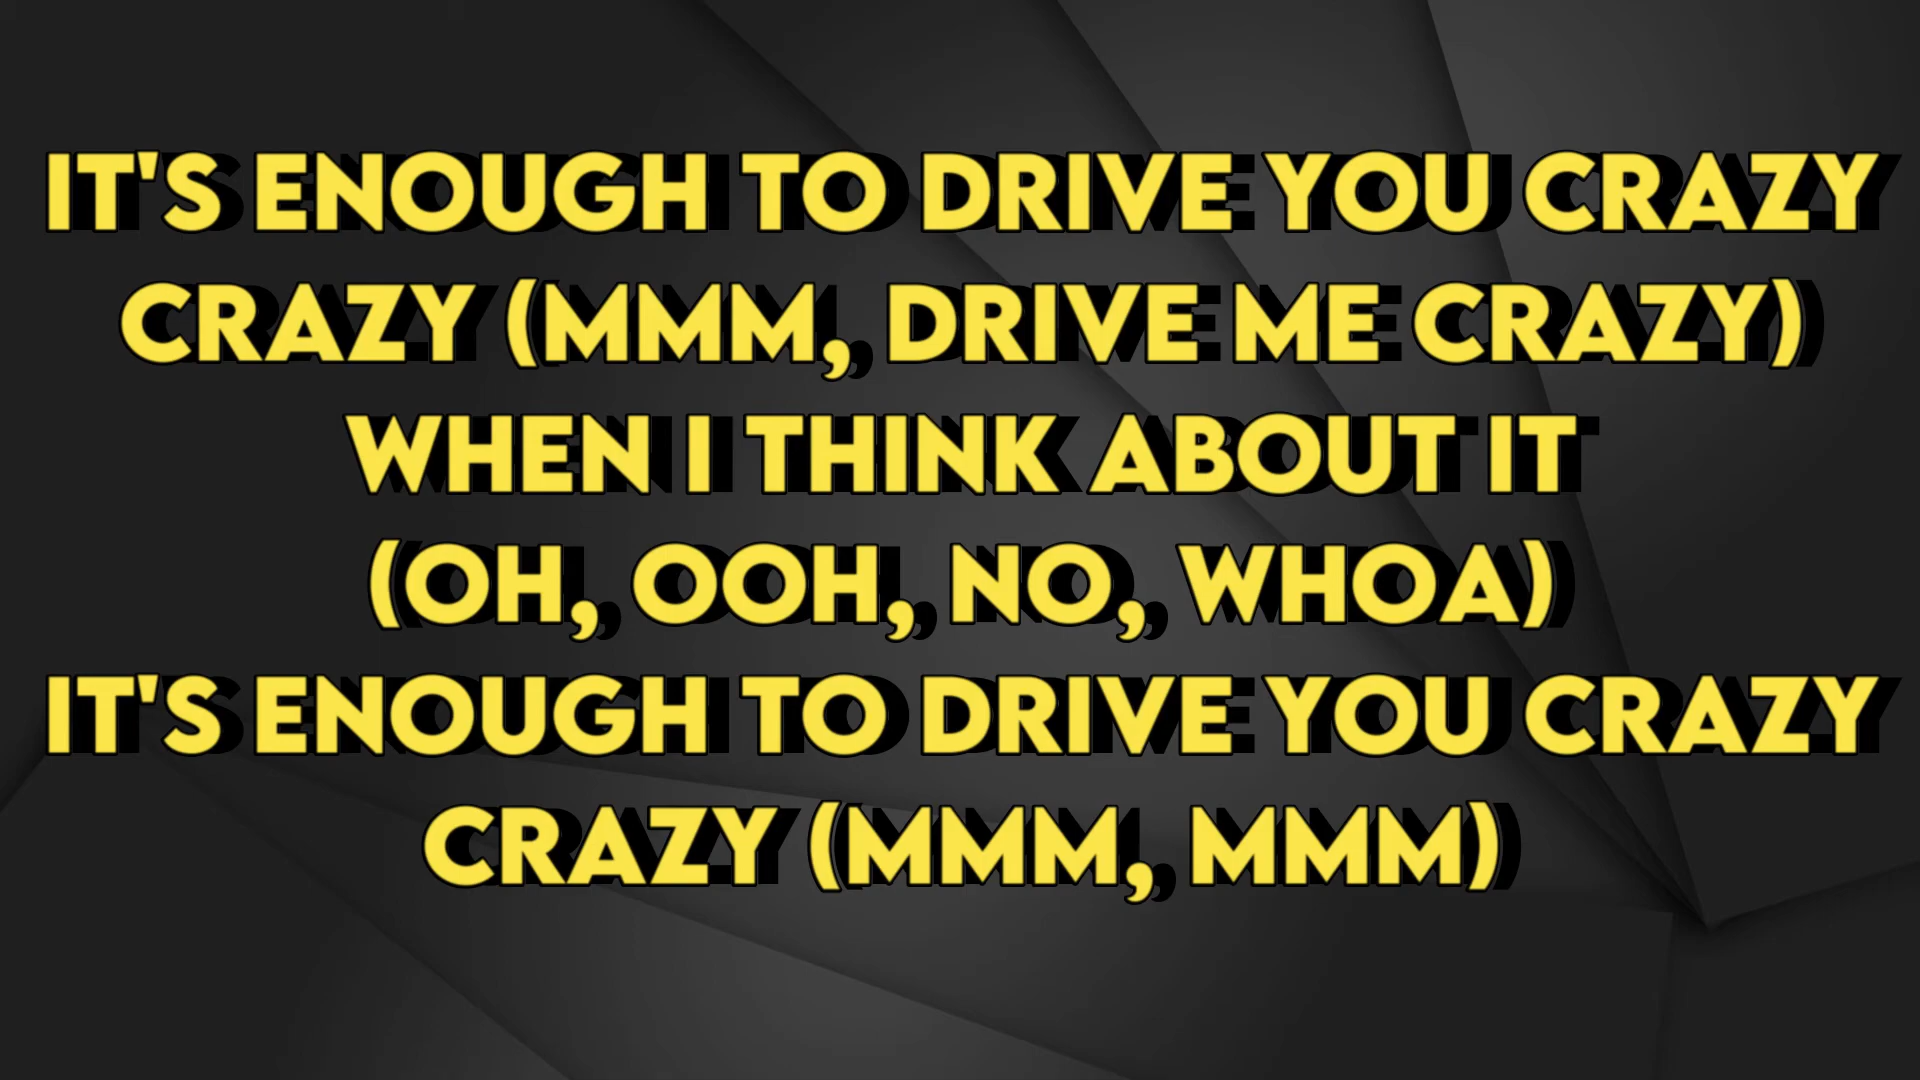 IT'S ENOUGH TO DRIVE YOU CRAZY
CRAZY (MMM, DRIVE ME CRAZY)
WHEN I THINK ABOUT IT
(OH, OOH, NO, WHOA)
IT'S ENOUGH TO DRIVE YOU CRAZY
CRAZY (MMM, MMM)